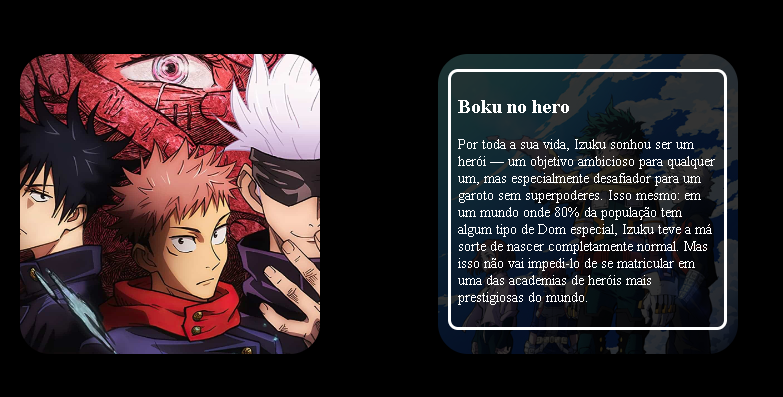 Boku no hero
Por toda a sua vida, Izuku sonhou ser um
herói — um objetivo ambicioso para qualquer
um, mas especialmente desafiador para um
garoto sem superpoderes. Isso mesmo: em
um mundo onde 80% da população tem
algum tipo de Dom especial, Izuku teve a má
sorte de nascer completamente normal. Mas
isso não vai impedi-lo de se matricular em
uma das academias de heróis mais
prestigiosas do mundo.